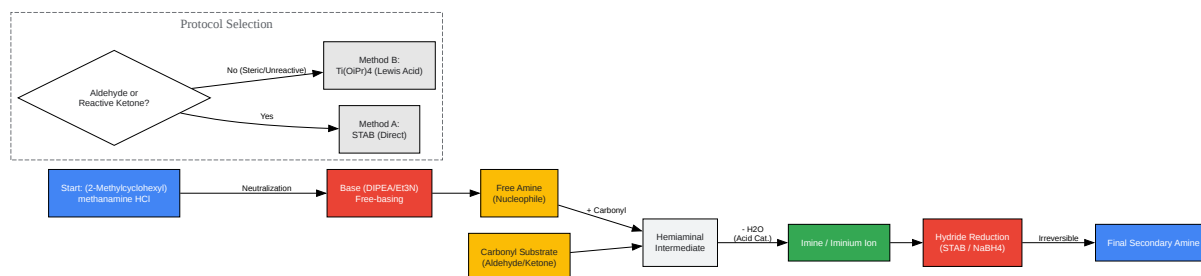 Protocol Selection
Aldehyde or
Reactive Ketone?
No (Steric/Unreactive)
Method B:
Ti(OiPr)4 (Lewis Acid)
Yes
Method A:
STAB (Direct)
Start: (2-Methylcyclohexyl)
methanamine HCl
Neutralization
Base (DIPEA/Et3N)
Free-basing
Free Amine
(Nucleophile)
+ Carbonyl
Carbonyl Substrate
(Aldehyde/Ketone)
Hemiaminal
Intermediate
- H2O
(Acid Cat.)
Imine / Iminium Ion
Hydride Reduction
(STAB / NaBH4)
Irreversible
Final Secondary Amine